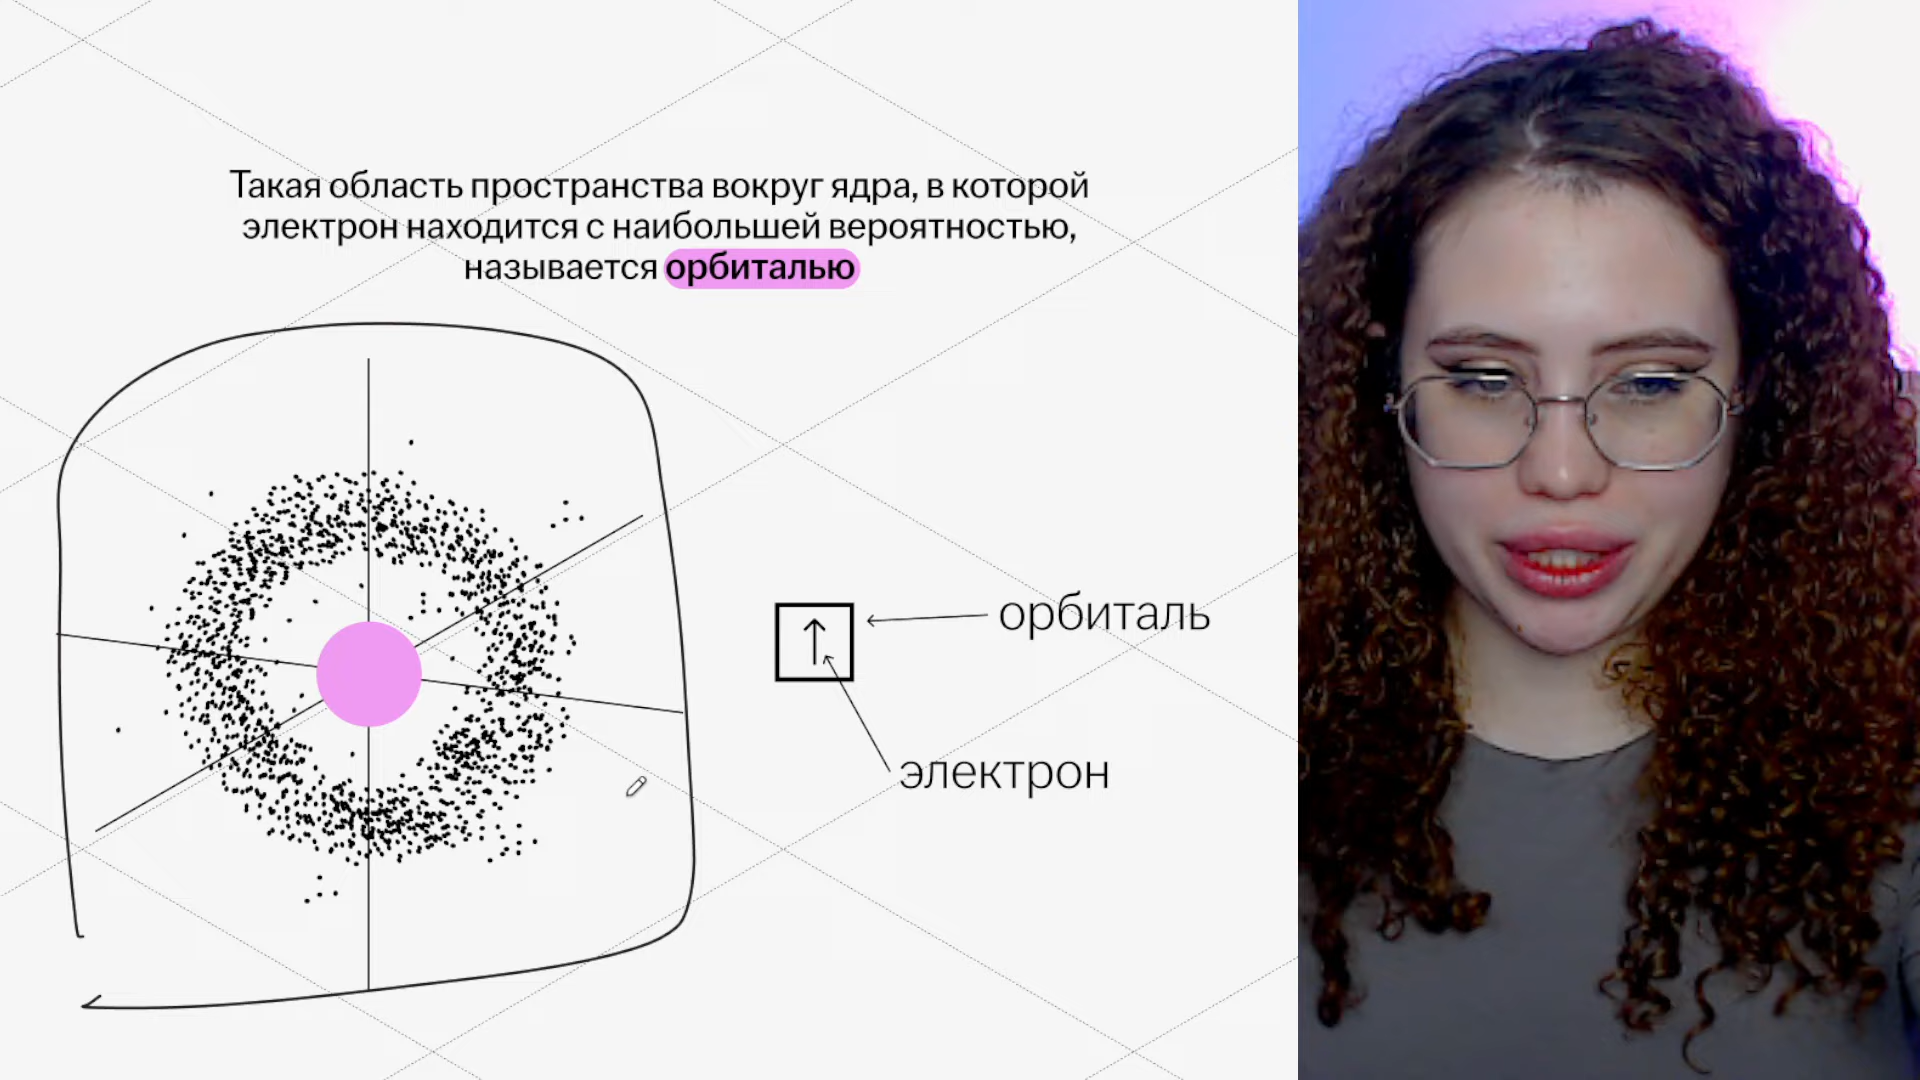 Такая область пространства вокруг ядра, в которой
электрон находится с наибольшей вероятностью,
называется орбиталью
орбиталь
электрон